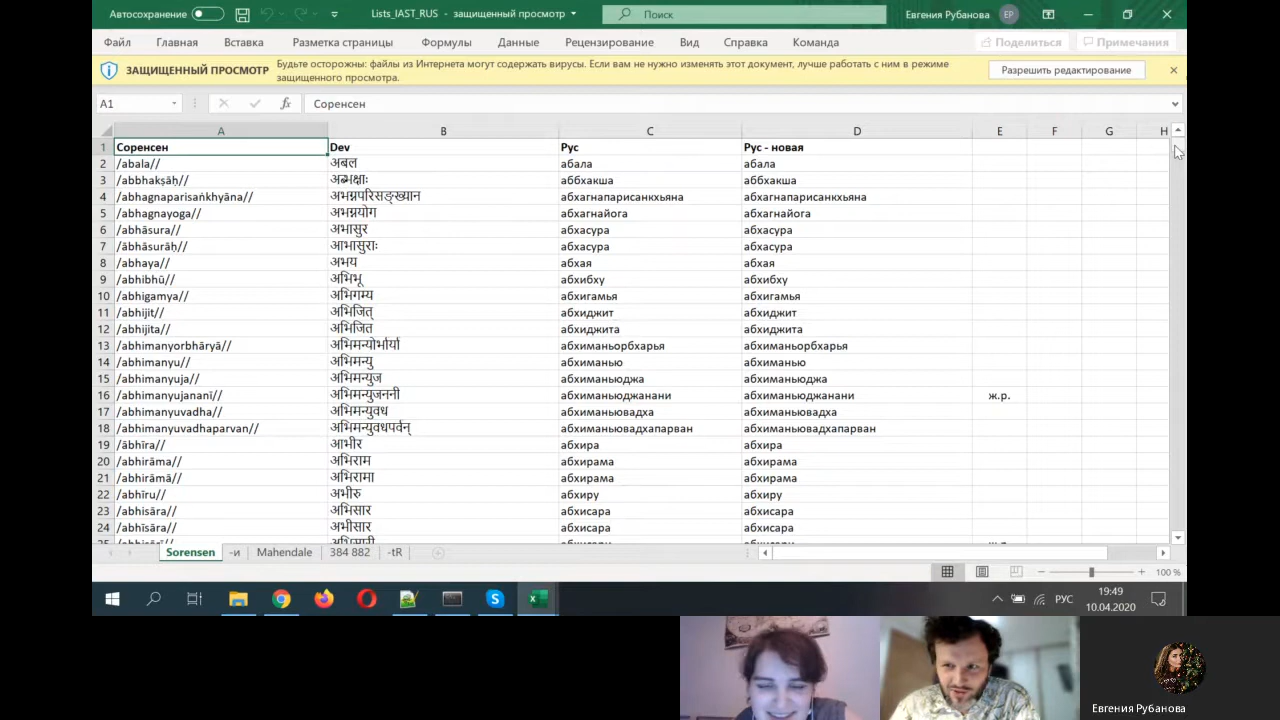 Автосохранение
Lists_IAST_RUS - защищенный просмотр
Поиск
Евгения Рубанова
ЕР
Файл Главная Вставка Разметка страницы Формулы Данные Рецензирование Вид Справка Команда Поделиться Примечания
ЗАЩИЩЕННЫЙ ПРОСМОТР Будьте осторожны: файлы из Интернета могут содержать вирусы. Если вам не нужно изменять этот документ, лучше работать с ним в режиме
защищенного просмотра.
Разрешить редактирование
A1 fx Соренсен
A B C D E F G H
1 Соренсен Dev Рус Рус - новая
2 /abala// अबल абала абала
3 /abbhakṣāḥ// अब्भक्षाः аббхакша аббхакша
4 /abhagnaparisaṅkhyāna// अभग्नपरिसङ्ख्यान абхагнапарисанкхьяна абхагнапарисанкхьяна
5 /abhagnayoga// अभग्नयोग абхагнайога абхагнайога
6 /abhāsura// अभासुर абхасура абхасура
7 /ābhāsurāḥ// आभासुराः абхасура абхасура
8 /abhaya// अभय абхая абхая
9 /abhibhū// अभिभू абхибху абхибху
10 /abhigamya// अभिगम्य абхигамья абхигамья
11 /abhijit// अभिजित् абхиджит абхиджит
12 /abhijita// अभिजित абхиджита абхиджита
13 /abhimanyorbhāryā// अभिमन्योर्भार्या абхиманьорбхарья абхиманьорбхарья
14 /abhimanyu// अभिमन्यु абхиманью абхиманью
15 /abhimanyuja// अभिमन्युज абхиманьюджа абхиманьюджа
16 /abhimanyujananī// अभिमन्युजननी абхиманьюджанани абхиманьюджанани ж.р.
17 /abhimanyuvadha// अभिमन्युवध абхиманьювадха абхиманьювадха
18 /abhimanyuvadhaparvan// अभिमन्युवधपर्वन् абхиманьювадхапарван абхиманьювадхапарван
19 /ābhīra// आभीर абхира абхира
20 /abhirāma// अभिराम абхирама абхирама
21 /abhirāmā// अभिरामा абхирама абхирама
22 /abhīru// अभीरु абхиру абхиру
23 /abhisāra// अभिसार абхисара абхисара
24 /abhīsāra// अभीसार абхисара абхисара
Sorensen -и Mahendale 384 882 -tR
100 %
РУС
19:49
10.04.2020
Евгения Рубанова